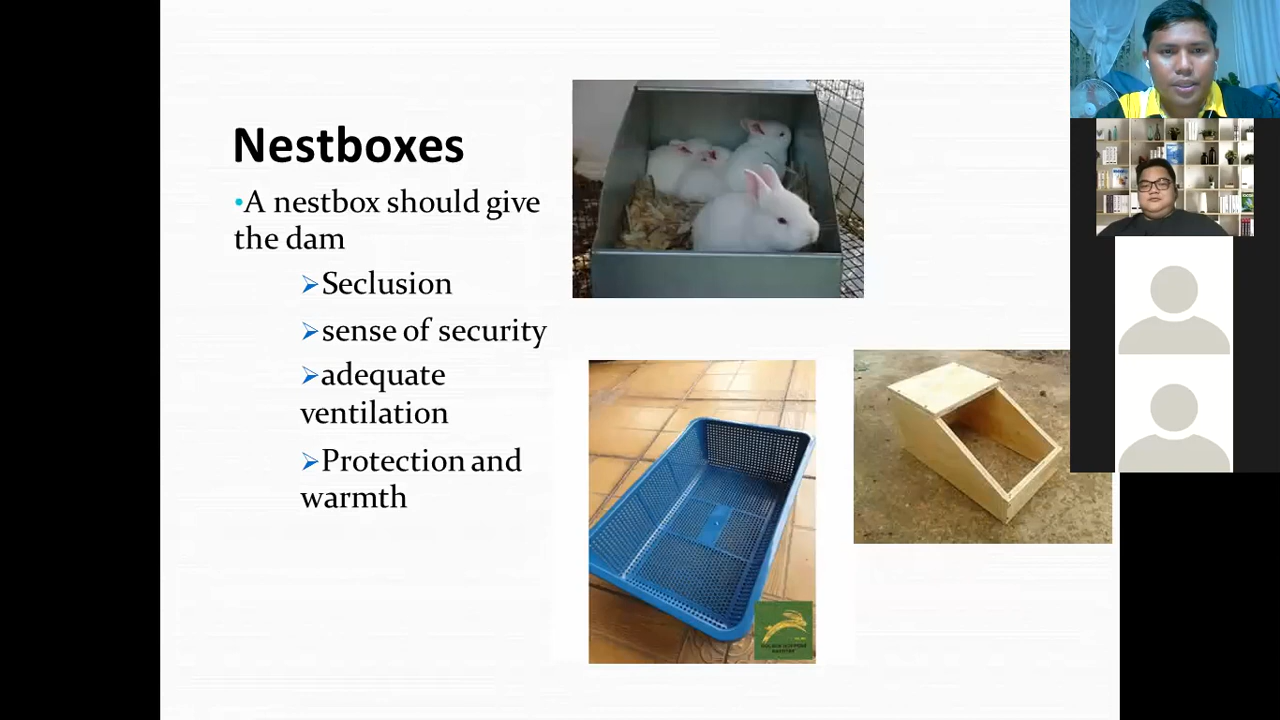 Nestboxes
•A nestbox should give
the dam
➢Seclusion
➢sense of security
➢adequate
ventilation
➢Protection and
warmth